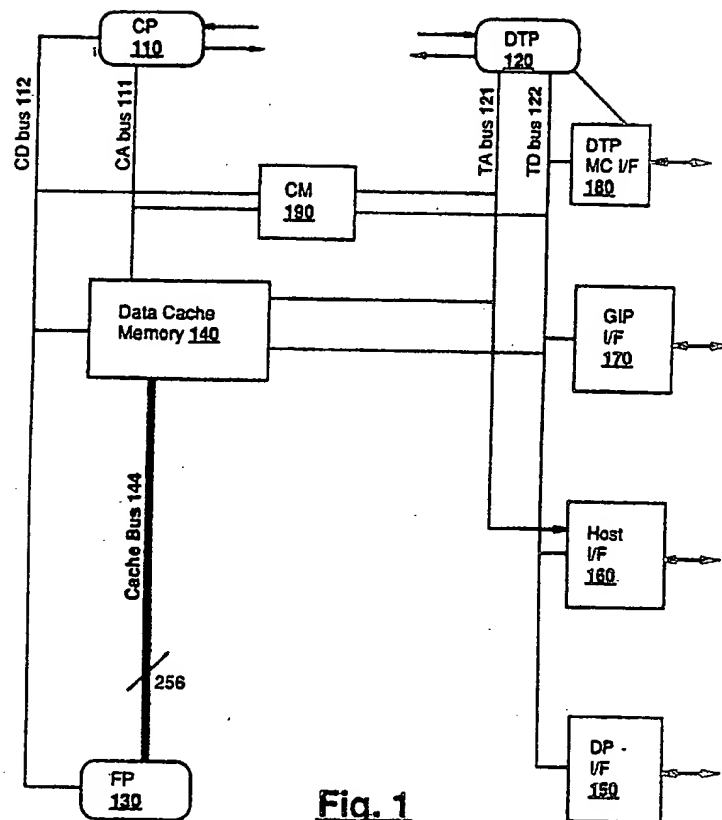 CP
110
DTP
120
CD bus 112
CA bus 111
TA bus 121
TD bus 122
DTP
MC I/F
180
CM
190
Data Cache
Memory 140
GIP
I/F
170
Cache Bus 144
Host
I/F
160
256
FP
130
DP
I/F
150
Fig. 1